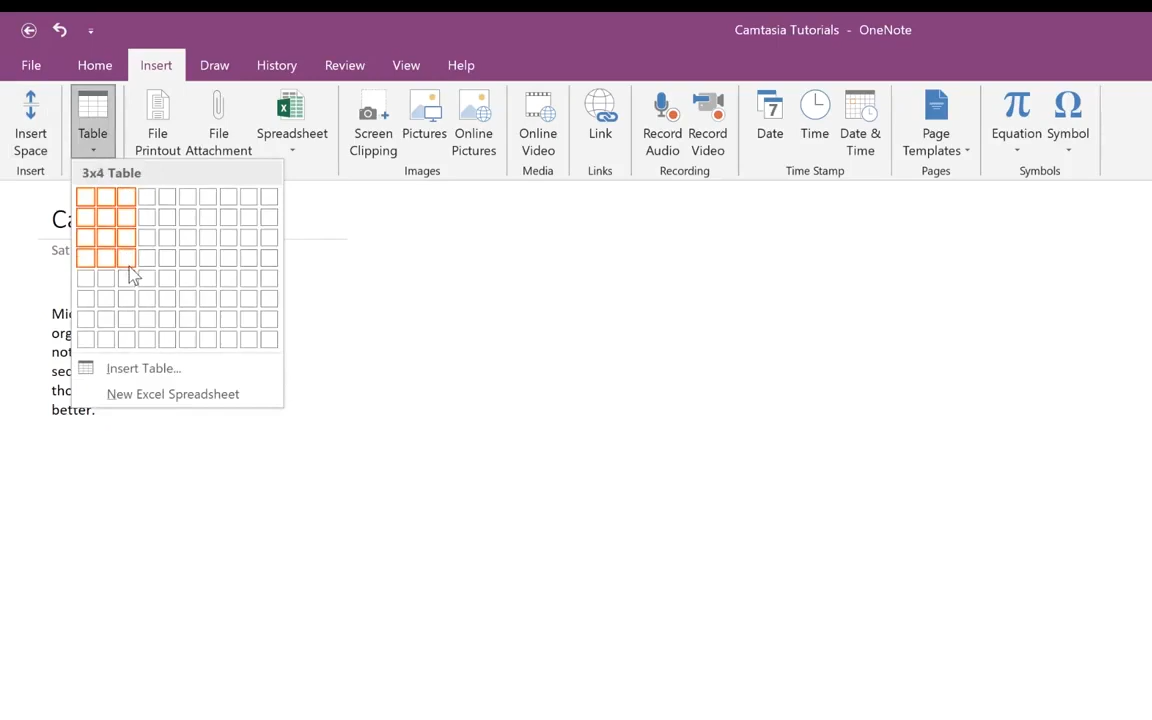 Camtasia Tutorials - OneNote
File Home Insert Draw History Review View Help
Insert Space
Table
File Printout
File Attachment
Spreadsheet
Screen Clipping
Pictures
Online Pictures
Online Video
Link
Record Audio
Record Video
Date
Time
Date & Time
Page Templates
Equation
Symbol
Insert
Images
Media
Links
Recording
Time Stamp
Pages
Symbols
3x4 Table
Insert Table...
New Excel Spreadsheet
better.